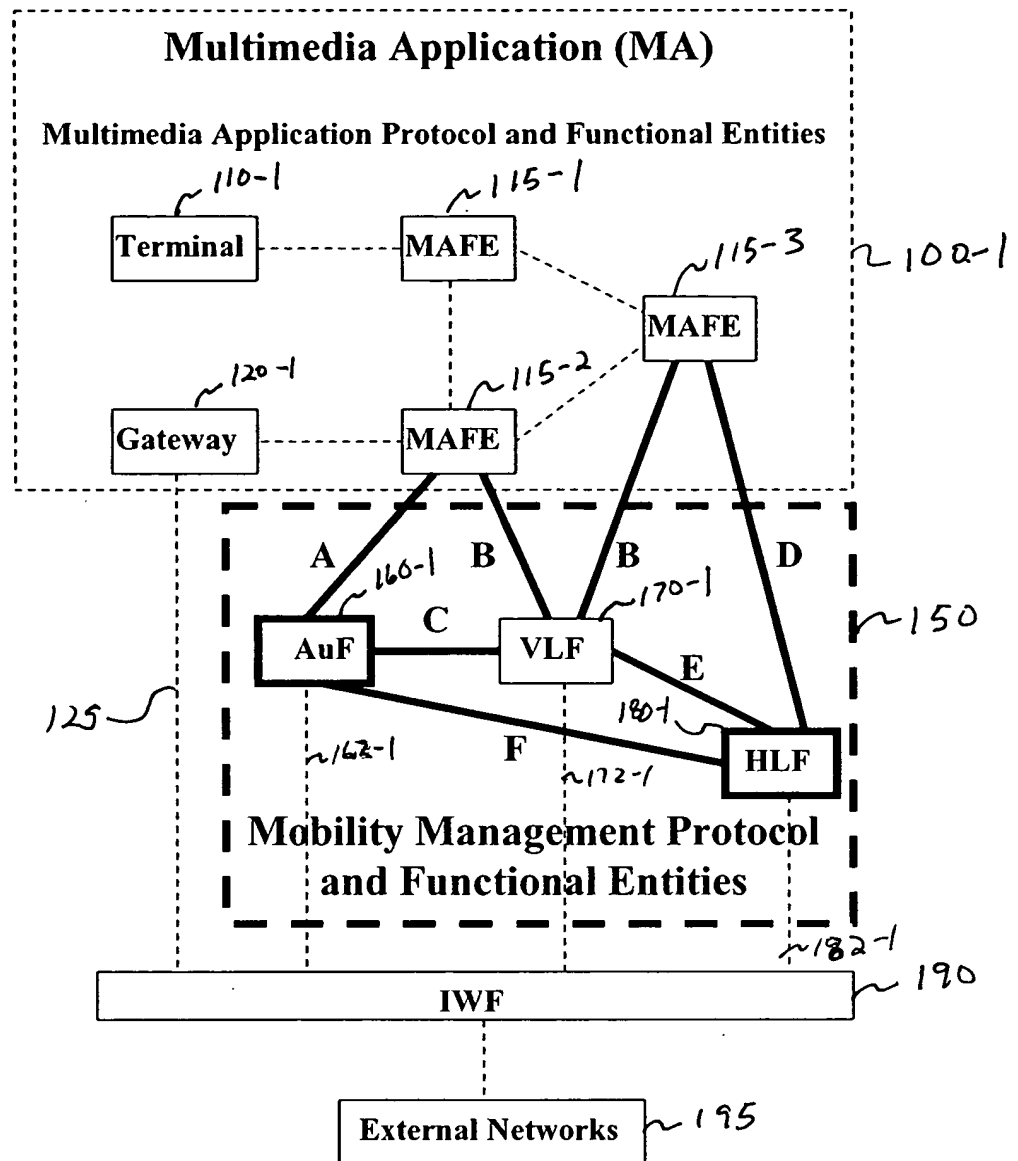 Multimedia Application (MA)
Multimedia Application Protocol and Functional Entities
110-1
115-1
Terminal
MAFE
115-3
100-1
MAFE
120-1
115-2
Gateway
MAFE
A
B
B
D
160-1
170-1
150
C
AuF
VLF
E
125
180-1
F
162-1
172-1
HLF
Mobility Management Protocol
and Functional Entities
182-1
190
IWF
195
External Networks